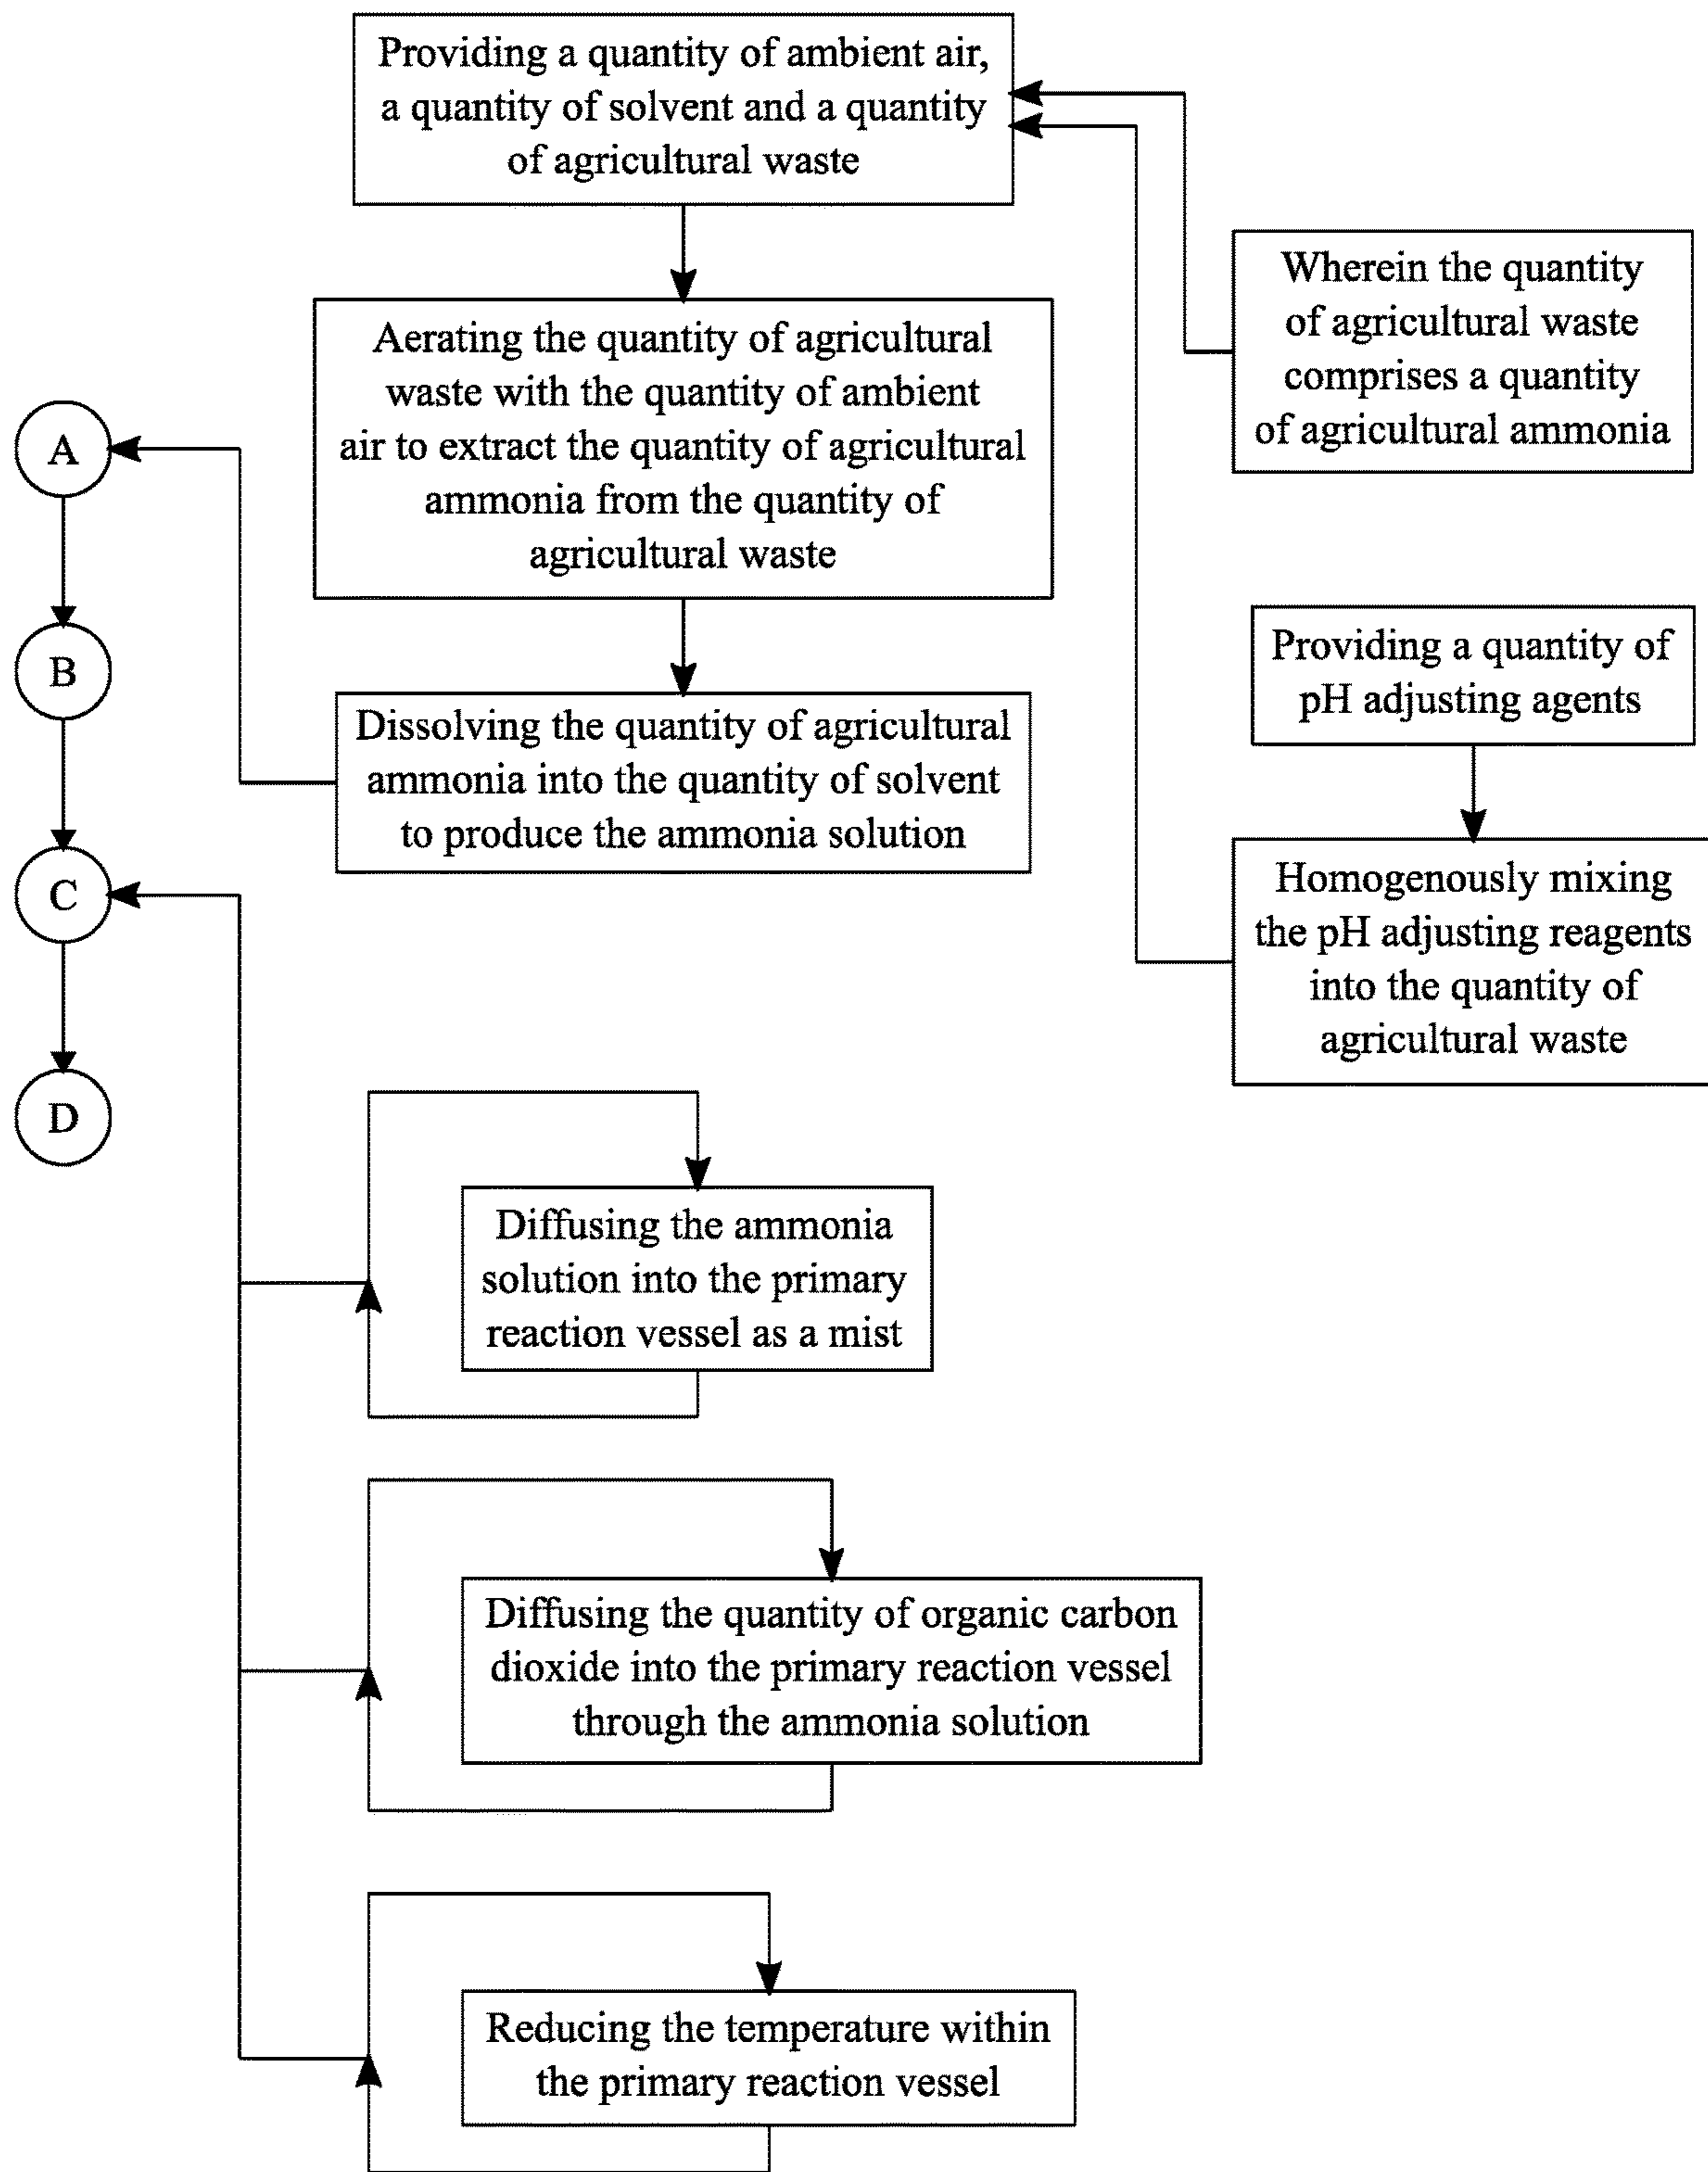 Providing a quantity of ambient air,
a quantity of solvent and a quantity
of agricultural waste
Wherein the quantity
of agricultural waste
comprises a quantity
of agricultural ammonia
Aerating the quantity of agricultural
waste with the quantity of ambient
air to extract the quantity of agricultural
ammonia from the quantity of
agricultural waste
A
B
Providing a quantity of
pH adjusting agents
Dissolving the quantity of agricultural
ammonia into the quantity of solvent
to produce the ammonia solution
C
Homogenously mixing
the pH adjusting reagents
into the quantity of
agricultural waste
D
Diffusing the ammonia
solution into the primary
reaction vessel as a mist
Diffusing the quantity of organic carbon
dioxide into the primary reaction vessel
through the ammonia solution
Reducing the temperature within
the primary reaction vessel